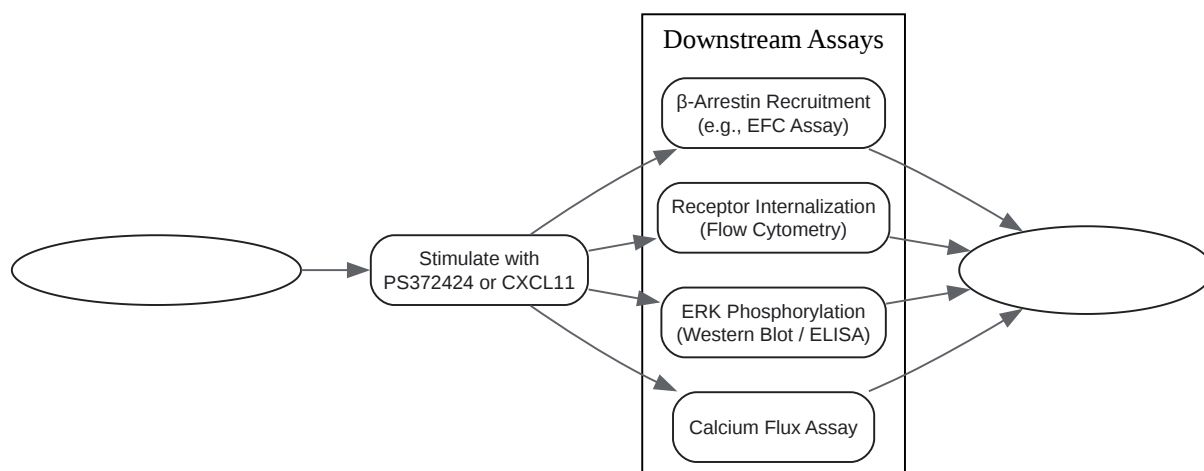 Downstream Assays
β-Arrestin Recruitment
(e.g., EFC Assay)
Receptor Internalization
(Flow Cytometry)
Stimulate with
PS372424 or CXCL11
ERK Phosphorylation
(Western Blot / ELISA)
Calcium Flux Assay